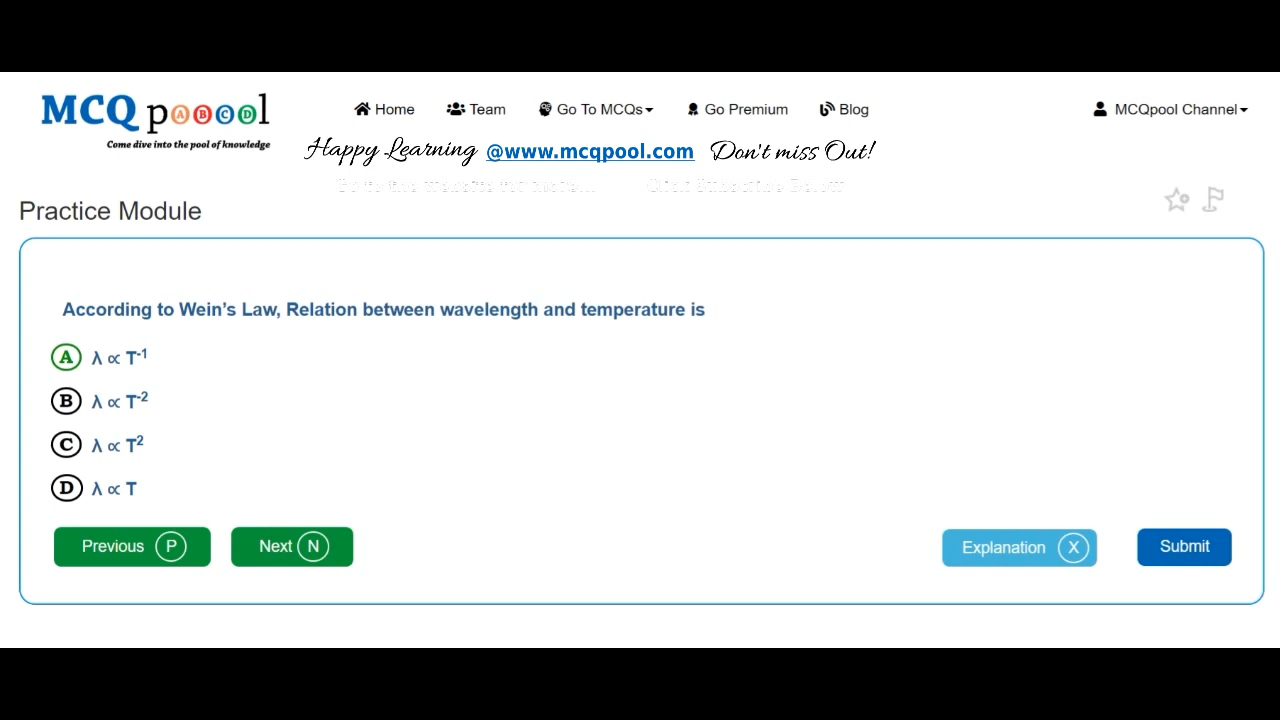 MCQ pool
Come dive into the pool of knowledge
Home Team Go To MCQs Go Premium Blog MCQpool Channel
Happy Learning @www.mcqpool.com Don't miss Out!
Practice Module
According to Wein's Law, Relation between wavelength and temperature is
A λ ∝ T⁻¹
B λ ∝ T⁻²
C λ ∝ T²
D λ ∝ T
Previous P Next N Explanation X Submit